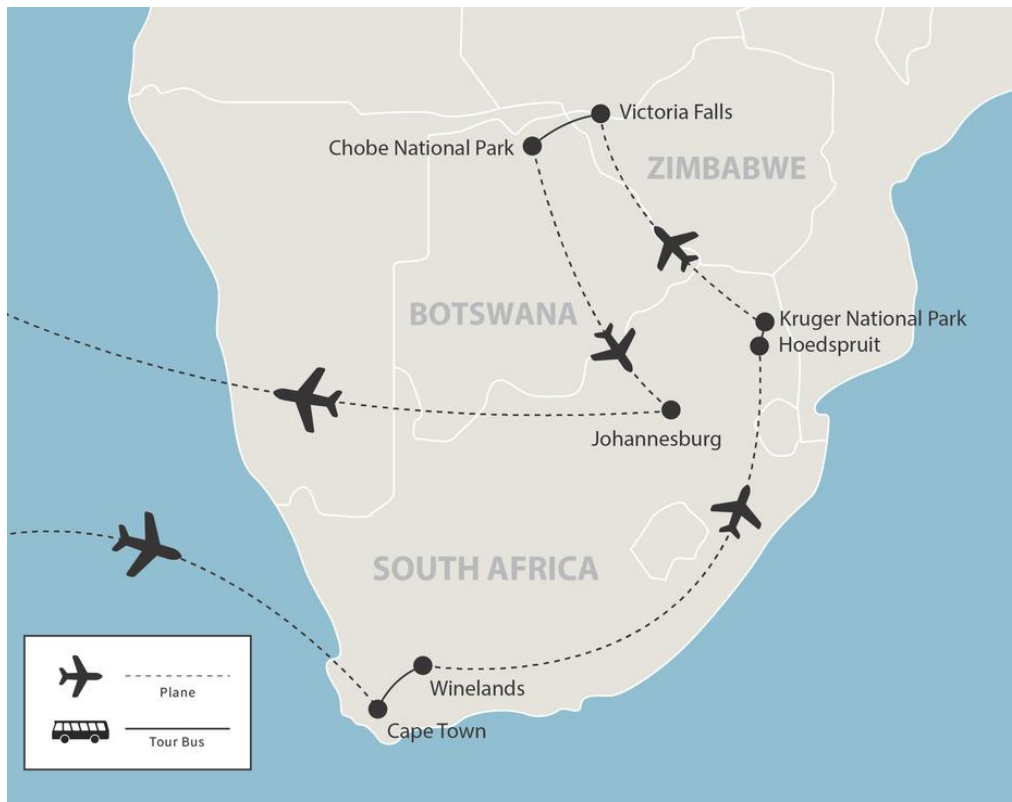 Victoria Falls
Chobe National Park
ZIMBABWE
BOTSWANA
Kruger National Park
Hoedspruit
Johannesburg
SOUTH AFRICA
Winelands
Cape Town
Plane
Tour Bus